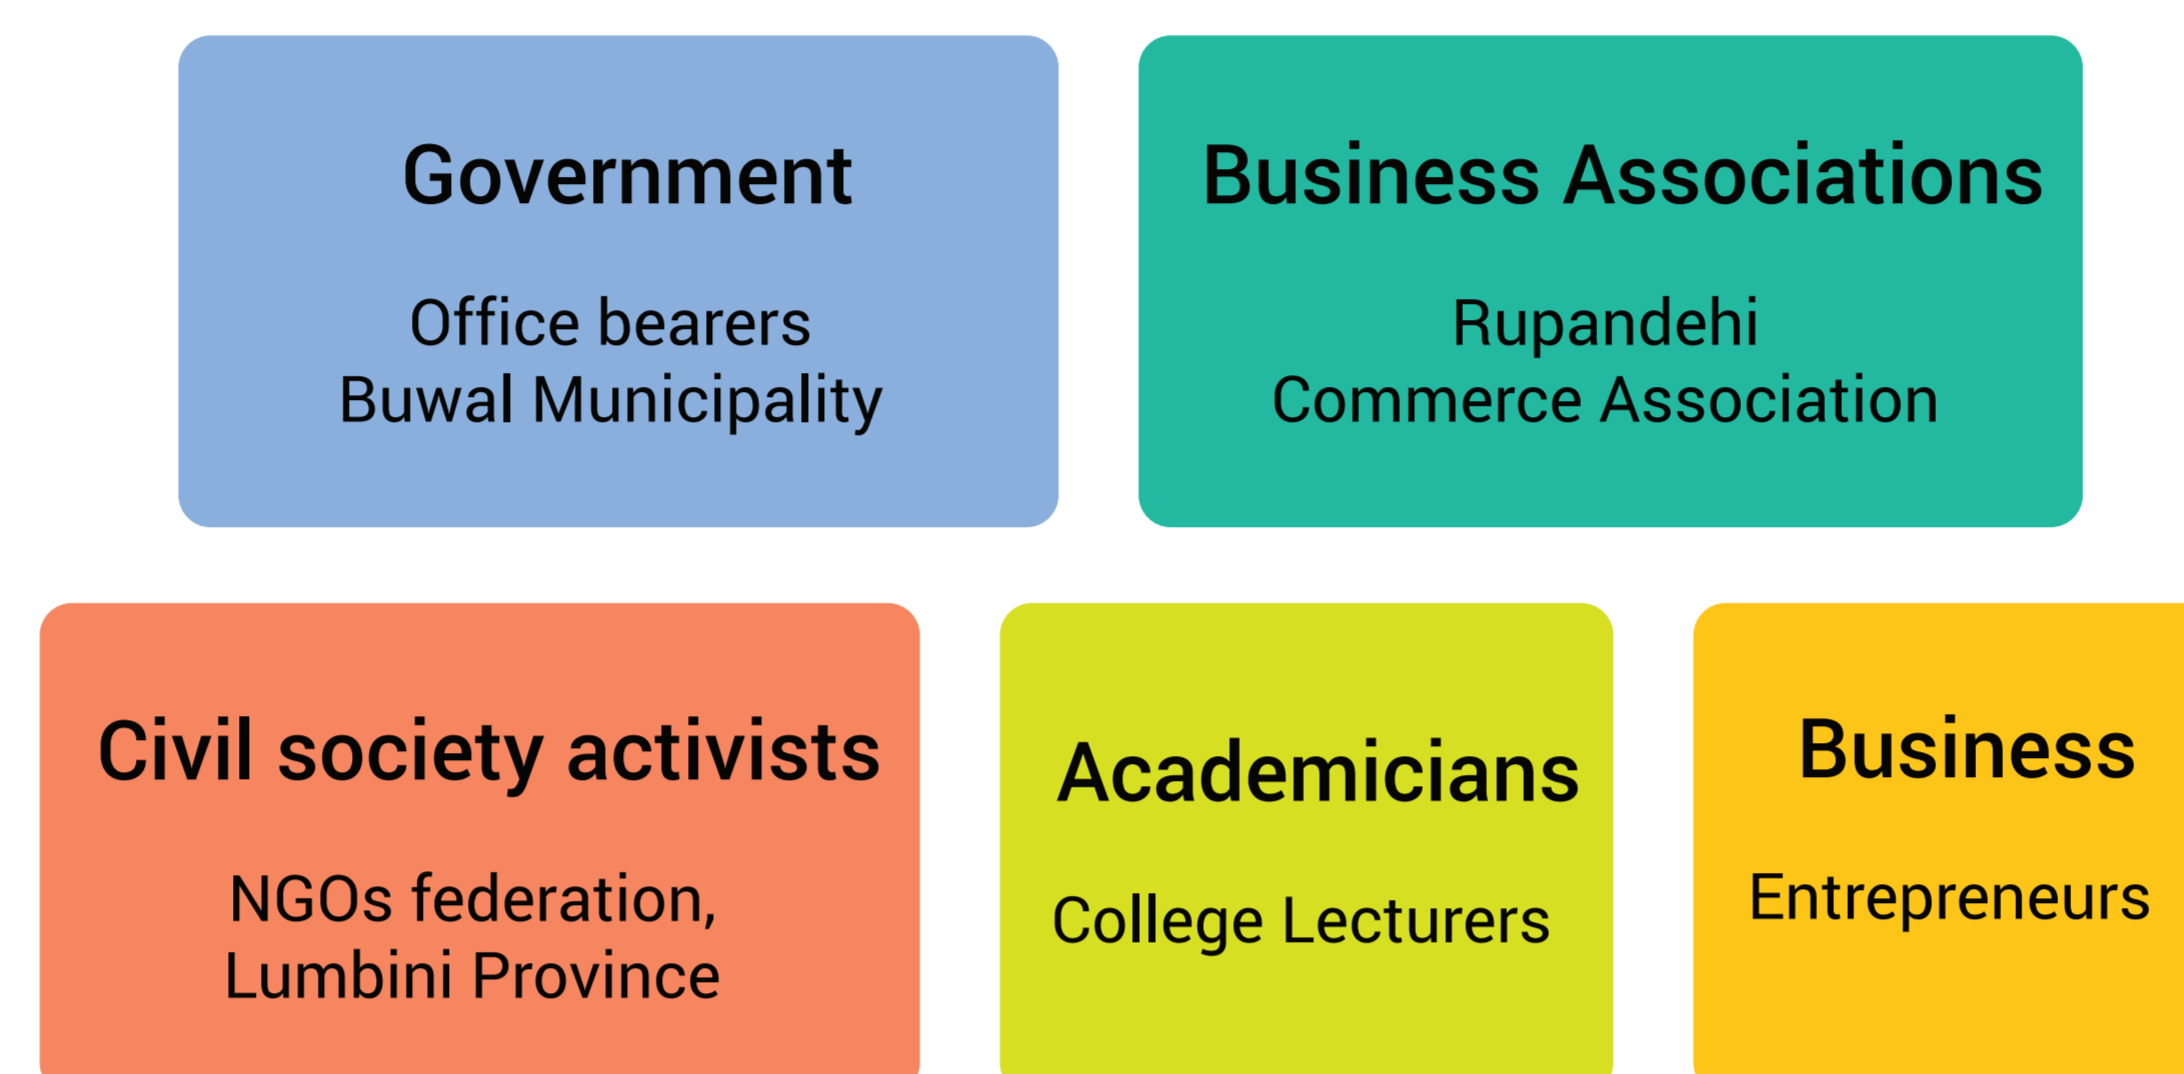 Government
Office bearers
Buwal Municipality
Business Associations
Rupandehi
Commerce Association
Civil society activists
NGOs federation,
Lumbini Province
Academicians
College Lecturers
Business
Entrepreneurs